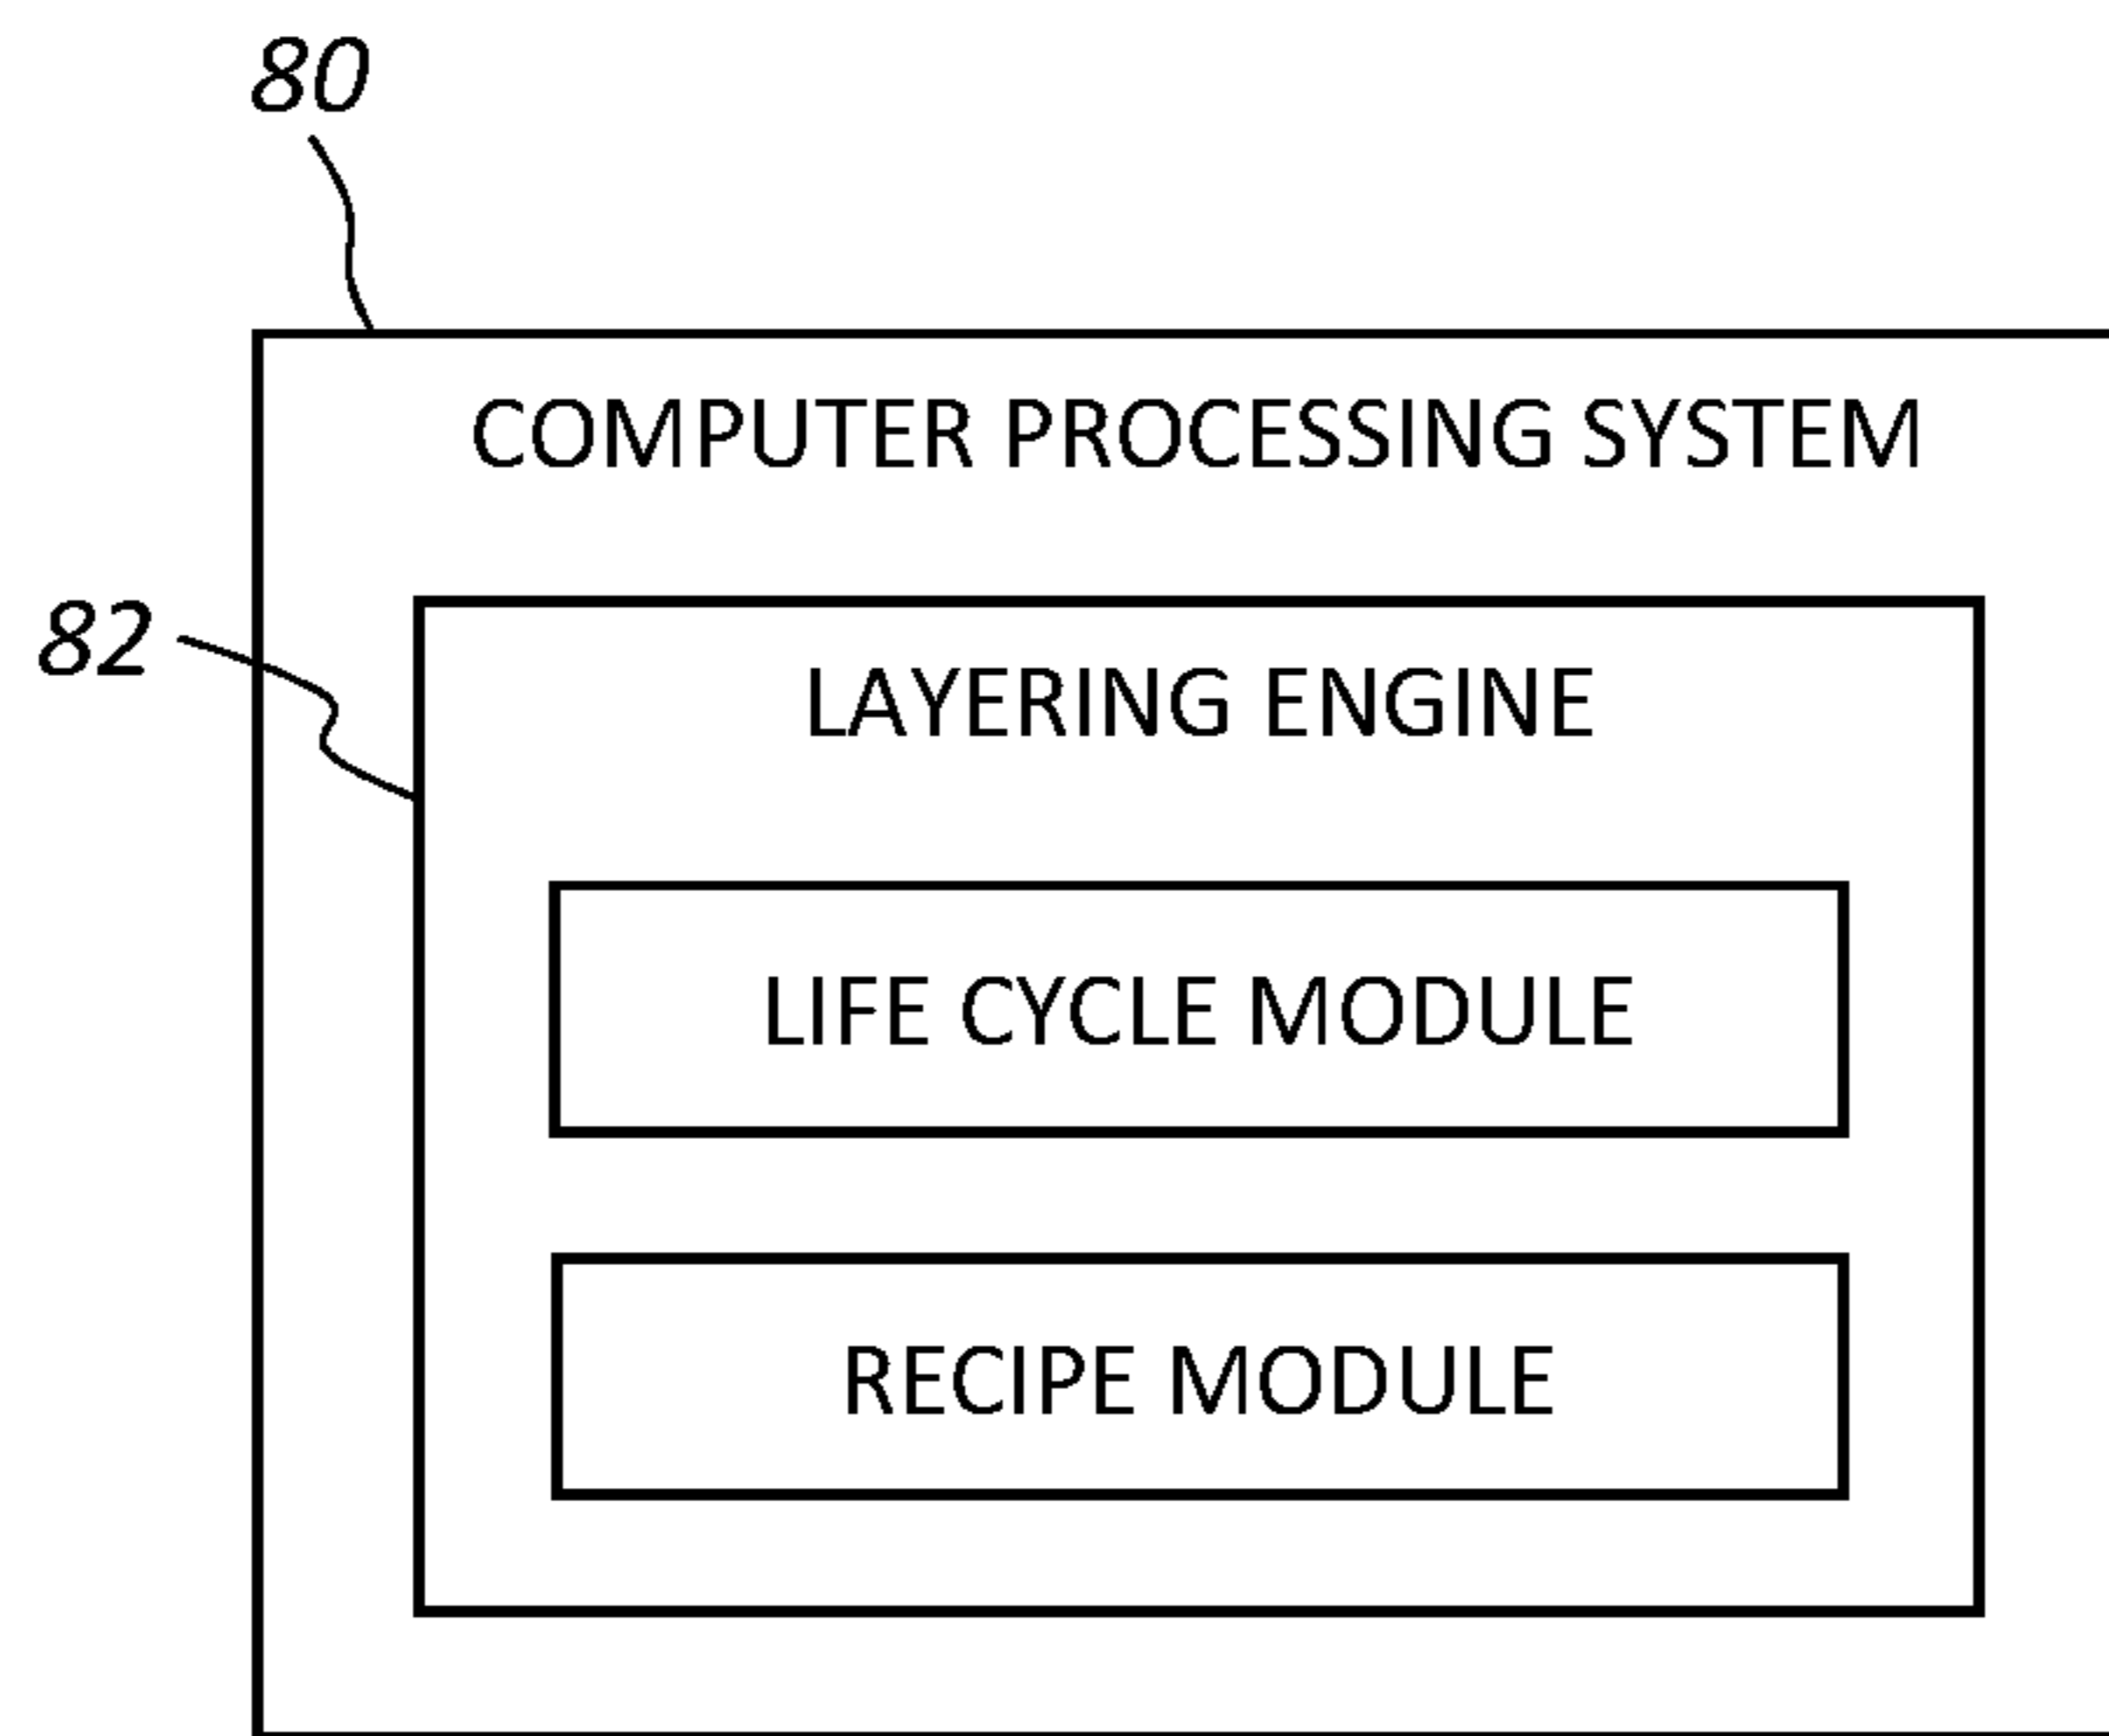 80
COMPUTER PROCESSING SYSTEM
82
LAYERING ENGINE
LIFE CYCLE MODULE
RECIPE MODULE